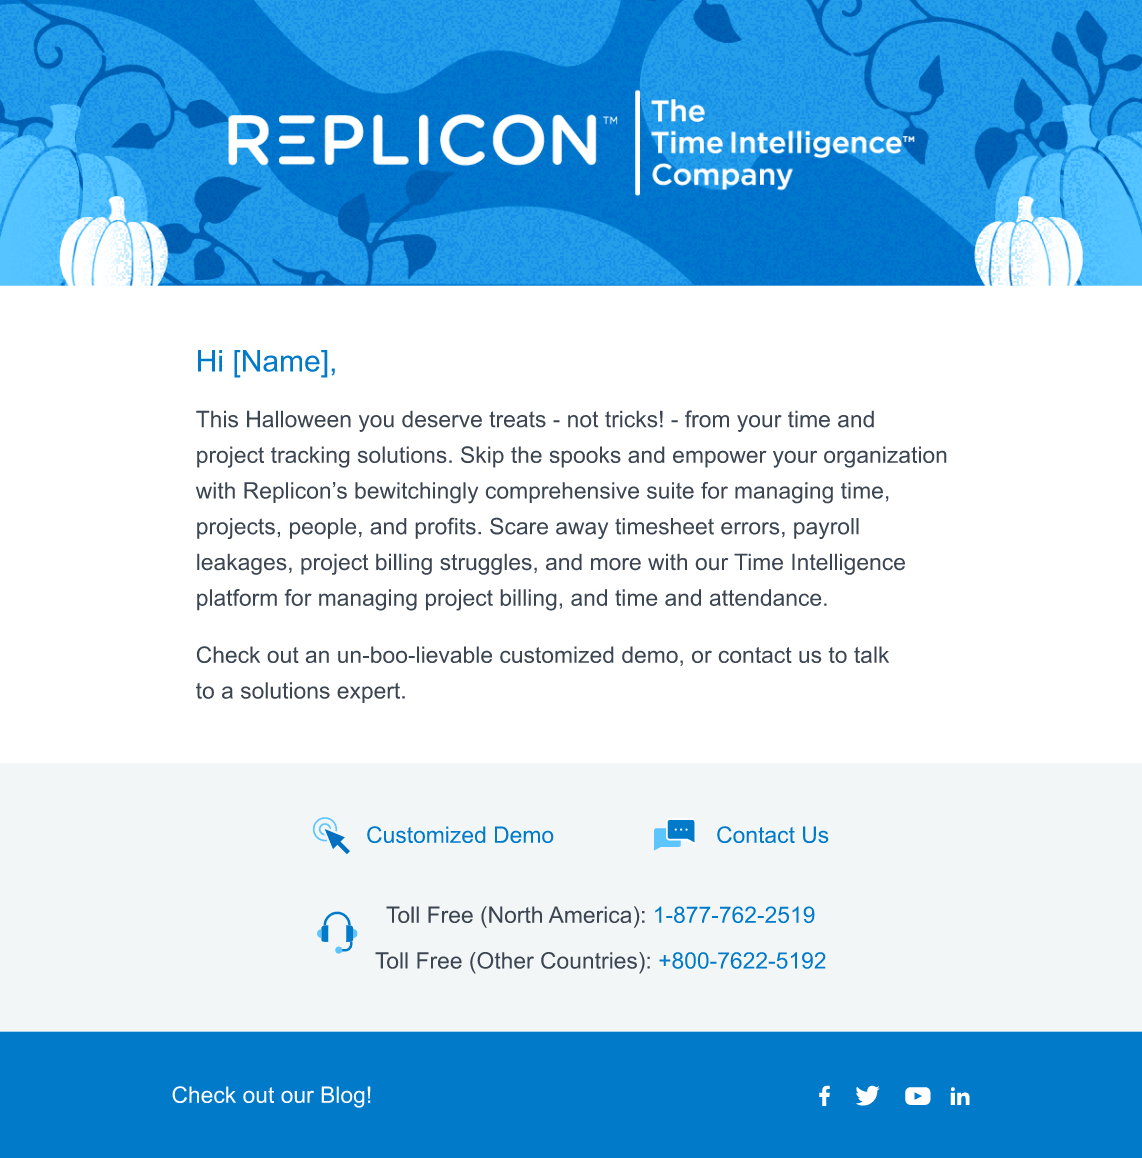 REPLICON™
The
Time Intelligence™
Company
Hi [Name],
This Halloween you deserve treats - not tricks! - from your time and
project tracking solutions. Skip the spooks and empower your organization
with Replicon’s bewitchingly comprehensive suite for managing time,
projects, people, and profits. Scare away timesheet errors, payroll
leakages, project billing struggles, and more with our Time Intelligence
platform for managing project billing, and time and attendance.
Check out an un-boo-lievable customized demo, or contact us to talk
to a solutions expert.
Customized Demo
Contact Us
Toll Free (North America): 1-877-762-2519
Toll Free (Other Countries): +800-7622-5192
Check out our Blog!